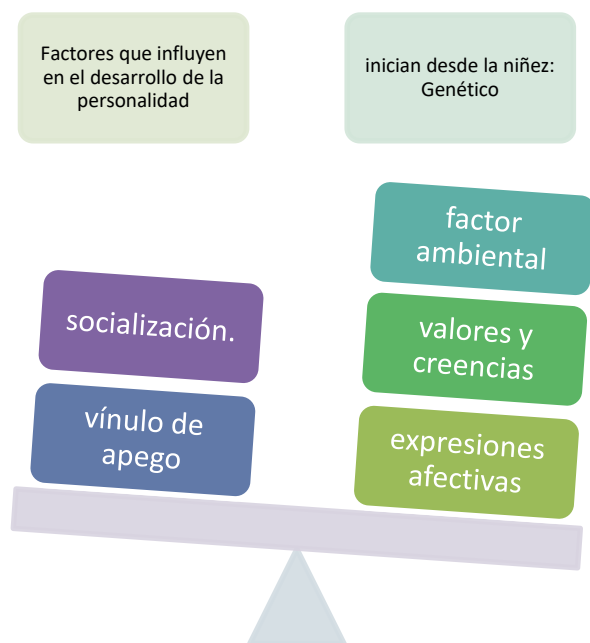 Factores que influyen
en el desarrollo de la
personalidad
inician desde la niñez:
Genético
factor
ambiental
socialización.
valores y
creencias
vínulo de
apego
expresiones
afectivas